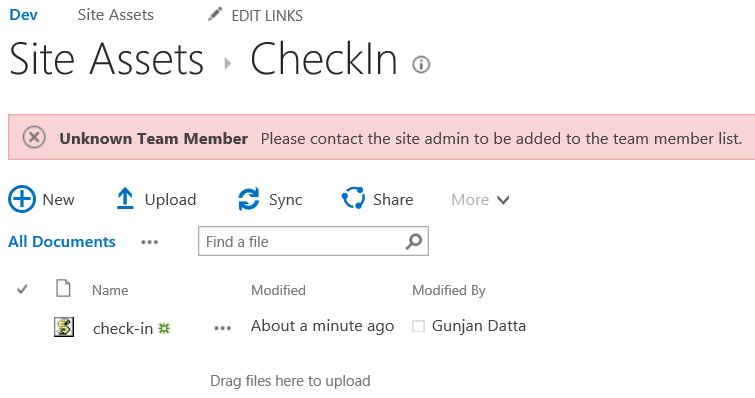 Dev Site Assets EDIT LINKS
Site Assets CheckIn
Unknown Team Member Please contact the site admin to be added to the team member list.
New Upload Sync Share More
All Documents ••• Find a file
Name Modified Modified By
check-in ••• About a minute ago Gunjan Datta
Drag files here to upload